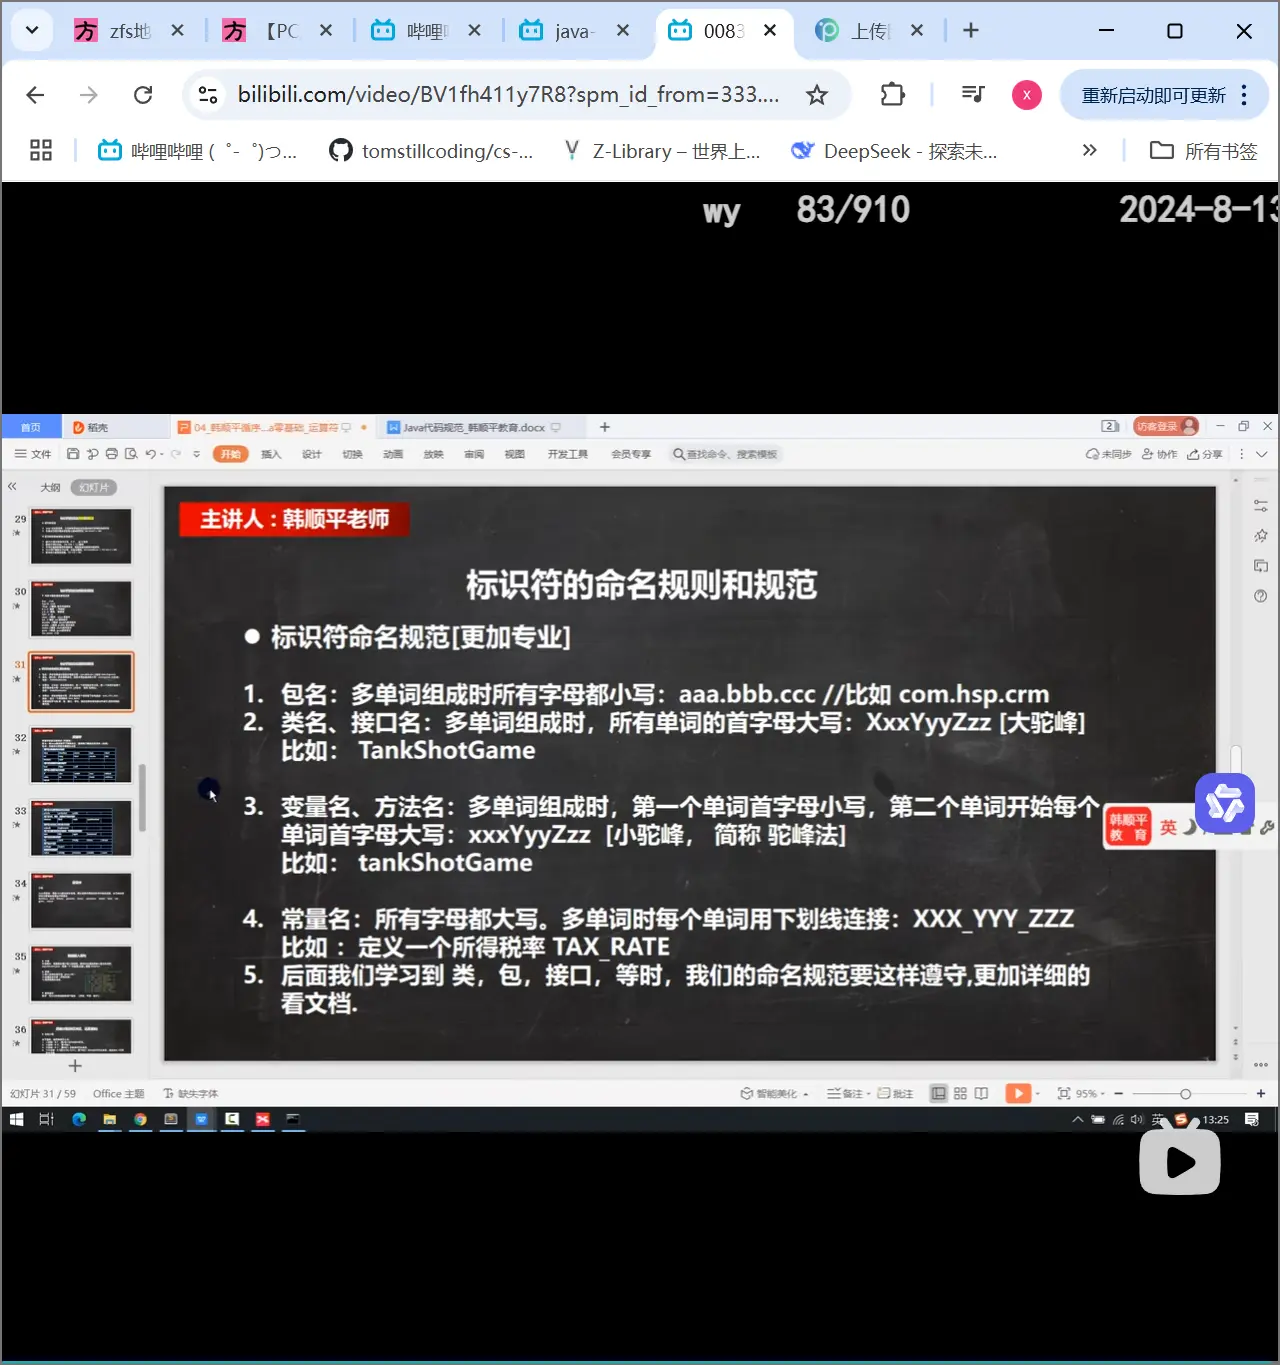 zfs地
【PC
哔哩
java-
0083
上传
bilibili.com/video/BV1fh411y7R8?spm_id_from=333....
X
重新启动即可更新
哔哩哔哩 (゜-゜)つ...
tomstillcoding/cs-...
Z-Library – 世界上...
DeepSeek - 探索未...
所有书签
wy 83/910 2024-8-13
首页
稻壳
04_韩顺平循序...a零基础_运算符
Java代码规范_韩顺平教育.docx
访客登录
文件
开始
插入
设计
切换
动画
放映
审阅
视图
开发工具
会员专享
查找命令、搜索模板
未同步
协作
分享
大纲
幻灯片
29
30
31
32
33
34
35
36
主讲人：韩顺平老师
标识符的命名规则和规范
● 标识符命名规范[更加专业]
1. 包名：多单词组成时所有字母都小写：aaa.bbb.ccc //比如 com.hsp.crm
2. 类名、接口名：多单词组成时，所有单词的首字母大写：XxxYyyZzz [大驼峰]
比如： TankShotGame
3. 变量名、方法名：多单词组成时，第一个单词首字母小写，第二个单词开始每个
单词首字母大写：xxxYyyZzz [小驼峰， 简称 驼峰法]
比如： tankShotGame
4. 常量名：所有字母都大写。多单词时每个单词用下划线连接：XXX_YYY_ZZZ
比如 ：定义一个所得税率 TAX_RATE
5. 后面我们学习到 类，包，接口，等时，我们的命名规范要这样遵守,更加详细的
看文档.
韩顺平
教 育
英
幻灯片 31 / 59
Office 主题
缺失字体
智能美化
备注
批注
95%
英
13:25